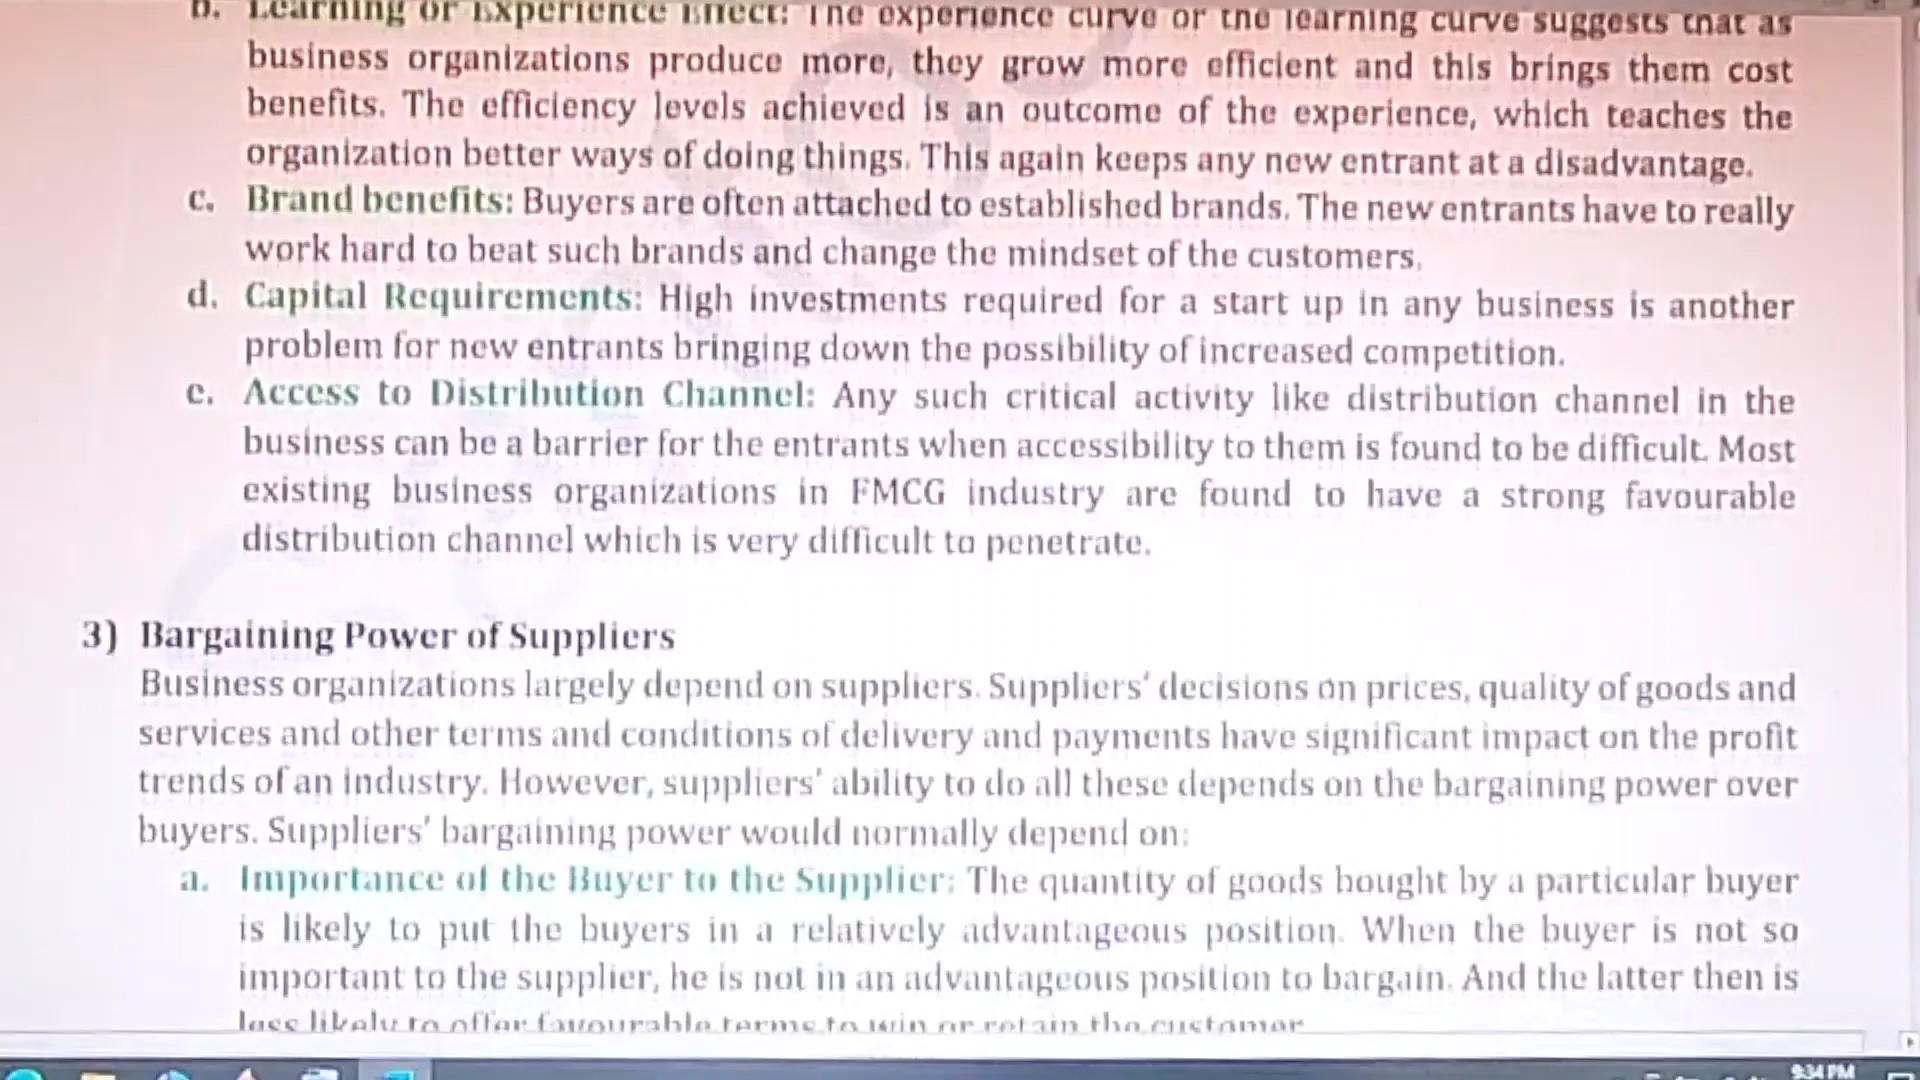 b. Learning or Experience Effect: The experience curve or the learning curve suggests that as
business organizations produce more, they grow more efficient and this brings them cost
benefits. The efficiency levels achieved is an outcome of the experience, which teaches the
organization better ways of doing things. This again keeps any new entrant at a disadvantage.
c. Brand benefits: Buyers are often attached to established brands. The new entrants have to really
work hard to beat such brands and change the mindset of the customers.
d. Capital Requirements: High investments required for a start up in any business is another
problem for new entrants bringing down the possibility of increased competition.
e. Access to Distribution Channel: Any such critical activity like distribution channel in the
business can be a barrier for the entrants when accessibility to them is found to be difficult. Most
existing business organizations in FMCG industry are found to have a strong favourable
distribution channel which is very difficult to penetrate.
3) Bargaining Power of Suppliers
Business organizations largely depend on suppliers. Suppliers' decisions on prices, quality of goods and
services and other terms and conditions of delivery and payments have significant impact on the profit
trends of an industry. However, suppliers' ability to do all these depends on the bargaining power over
buyers. Suppliers' bargaining power would normally depend on:
a. Importance of the Buyer to the Supplier: The quantity of goods bought by a particular buyer
is likely to put the buyers in a relatively advantageous position. When the buyer is not so
important to the supplier, he is not in an advantageous position to bargain. And the latter then is
less likely to offer favourable terms to win or retain the customer
9:34 PM